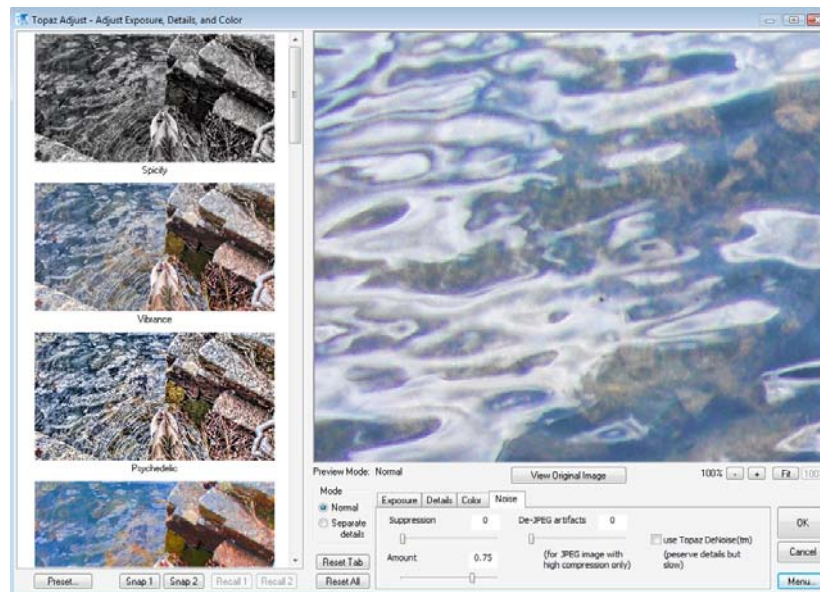 Topaz Adjust - Adjust Exposure, Details, and Color
Spicify
Vibrance
Psychedelic
Preset...
Snap 1
Snap 2
Recall 1
Recall 2
Preview Mode: Normal
View Original Image
100%
-
+
Fit
100%
Mode
Normal
Separate
details
Reset Tab
Reset All
Exposure
Details
Color
Noise
Suppression 0
De-JPEG artifacts 0
(for JPEG image with
high compression only)
Amount 0.75
use Topaz DeNoise(tm)
(preserve details but
slow)
OK
Cancel
Menu...